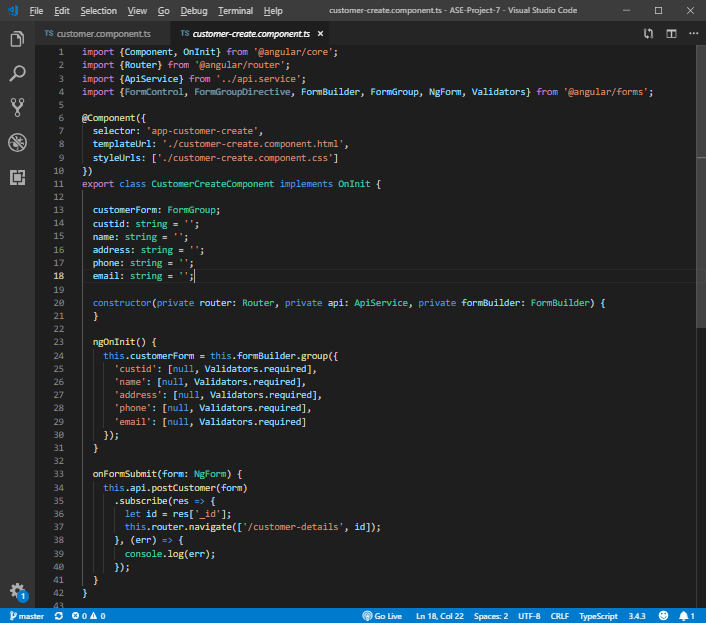 File Edit Selection View Go Debug Terminal Help customer-create.component.ts - ASE-Project-7 - Visual Studio Code
TS customer.component.ts TS customer-create.component.ts ×
1 import {Component, OnInit} from '@angular/core';
2 import {Router} from '@angular/router';
3 import {ApiService} from '../api.service';
4 import {FormControl, FormGroupDirective, FormBuilder, FormGroup, NgForm, Validators} from '@angular/forms';
5
6 @Component({
7 selector: 'app-customer-create',
8 templateUrl: './customer-create.component.html',
9 styleUrls: ['./customer-create.component.css']
10 })
11 export class CustomerCreateComponent implements OnInit {
12
13 customerForm: FormGroup;
14 custid: string = '';
15 name: string = '';
16 address: string = '';
17 phone: string = '';
18 email: string = '';
19
20 constructor(private router: Router, private api: ApiService, private formBuilder: FormBuilder) {
21 }
22
23 ngOnInit() {
24 this.customerForm = this.formBuilder.group({
25 'custid': [null, Validators.required],
26 'name': [null, Validators.required],
27 'address': [null, Validators.required],
28 'phone': [null, Validators.required],
29 'email': [null, Validators.required]
30 });
31 }
32
33 onFormSubmit(form: NgForm) {
34 this.api.postCustomer(form)
35 .subscribe(res => {
36 let id = res['_id'];
37 this.router.navigate(['/customer-details', id]);
38 }, (err) => {
39 console.log(err);
40 });
41 }
42 }
43
1
master 0 0 Go Live Ln 18, Col 22 Spaces: 2 UTF-8 CRLF TypeScript 3.4.3 1